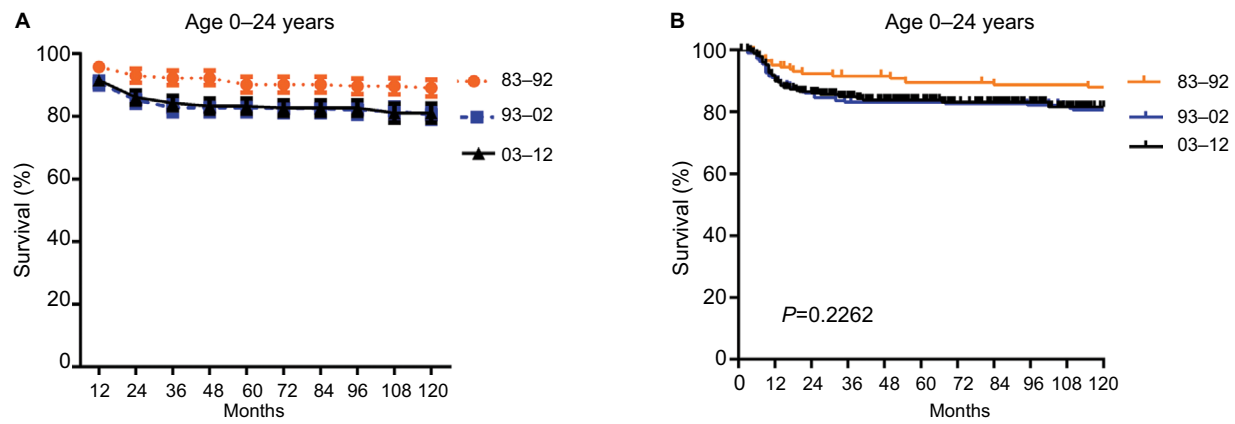 A
Age 0–24 years
Survival (%)
100
80
60
40
20
0
12 24 36 48 60 72 84 96 108 120
Months
83–92
93–02
03–12
B
Age 0–24 years
Survival (%)
100
80
60
40
20
0
P=0.2262
0 12 24 36 48 60 72 84 96 108 120
Months
83–92
93–02
03–12